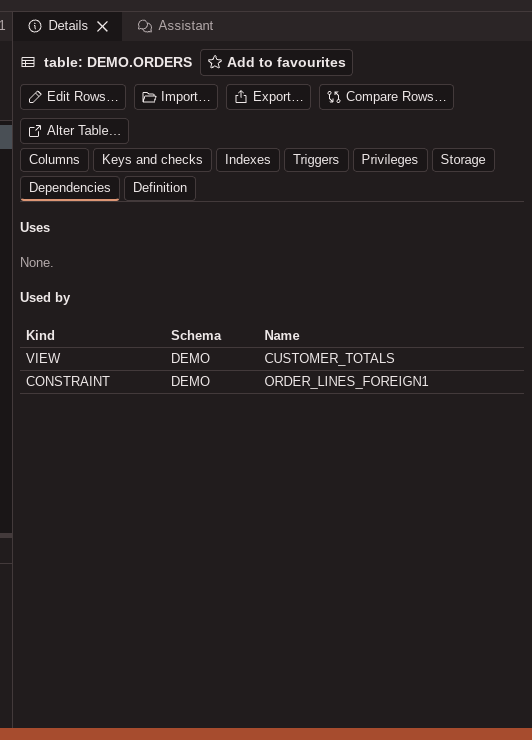 1 Details Assistant
table: DEMO.ORDERS Add to favourites
Edit Rows... Import... Export... Compare Rows...
Alter Table...
Columns Keys and checks Indexes Triggers Privileges Storage
Dependencies Definition
Uses
None.
Used by
Kind Schema Name
VIEW DEMO CUSTOMER_TOTALS
CONSTRAINT DEMO ORDER_LINES_FOREIGN1